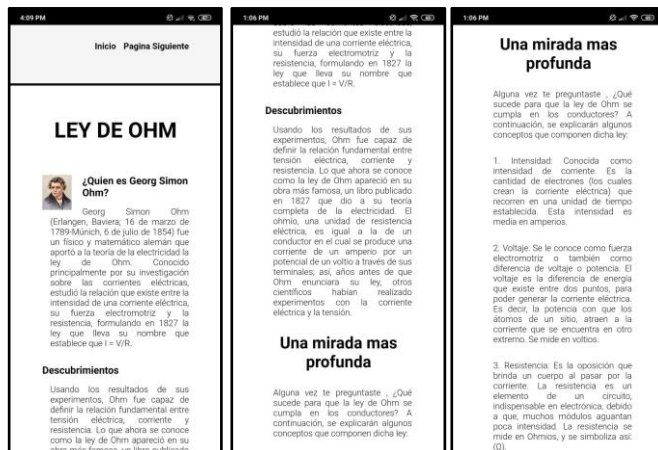 4:09 PM
Inicio Pagina Siguiente
LEY DE OHM
¿Quien es Georg Simon
Ohm?
Georg Simon Ohm
(Erlangen, Baviera; 16 de marzo de
1789-Múnich, 6 de julio de 1854) fue
un físico y matemático alemán que
aportó a la teoría de la electricidad la
ley de Ohm. Conocido
principalmente por su investigación
sobre las corrientes eléctricas,
estudió la relación que existe entre la
intensidad de una corriente eléctrica,
su fuerza electromotriz y la
resistencia, formulando en 1827 la
ley que lleva su nombre que
establece que I = V/R.
Descubrimientos
Usando los resultados de sus
experimentos, Ohm fue capaz de
definir la relación fundamental entre
tensión eléctrica, corriente y
resistencia. Lo que ahora se conoce
como la ley de Ohm apareció en su
obra más famosa, un libro publicado
1:06 PM
estudió la relación que existe entre la
intensidad de una corriente eléctrica,
su fuerza electromotriz y la
resistencia, formulando en 1827 la
ley que lleva su nombre que
establece que I = V/R.
Descubrimientos
Usando los resultados de sus
experimentos, Ohm fue capaz de
definir la relación fundamental entre
tensión eléctrica, corriente y
resistencia. Lo que ahora se conoce
como la ley de Ohm apareció en su
obra más famosa, un libro publicado
en 1827 que dio a su teoría
completa de la electricidad. El
ohmio, una unidad de resistencia
eléctrica, es igual a la de un
conductor en el cual se produce una
corriente de un amperio por un
potencial de un voltio a través de sus
terminales; así, años antes de que
Ohm enunciara su ley, otros
científicos habían realizado
experimentos con la corriente
eléctrica y la tensión.
Una mirada mas
profunda
Alguna vez te preguntaste , ¿Qué
sucede para que la ley de Ohm se
cumpla en los conductores? A
continuación, se explicarán algunos
conceptos que componen dicha ley:
1:06 PM
Una mirada mas
profunda
Alguna vez te preguntaste , ¿Qué
sucede para que la ley de Ohm se
cumpla en los conductores? A
continuación, se explicarán algunos
conceptos que componen dicha ley:
1. Intensidad: Conocida como
intensidad de corriente. Es la
cantidad de electrones (los cuales
crean la corriente eléctrica) que
recorren en una unidad de tiempo
establecida. Esta intensidad es
media en amperios.
2. Voltaje: Se le conoce como fuerza
electromotriz o también como
diferencia de voltaje o potencia. El
voltaje es la diferencia de energía
que existe entre dos puntos, para
poder generar la corriente eléctrica.
Es decir, la potencia con que los
átomos de un sitio, atraen a la
corriente que se encuentra en otro
extremo. Se mide en voltios.
3. Resistencia: Es la oposición que
brinda un cuerpo al pasar por la
corriente. La resistencia es un
elemento de un circuito,
indispensable en electrónica, debido
a que, muchos módulos aguantan
poca intensidad. La resistencia se
mide en Ohmios, y se simboliza así:
(Ω).